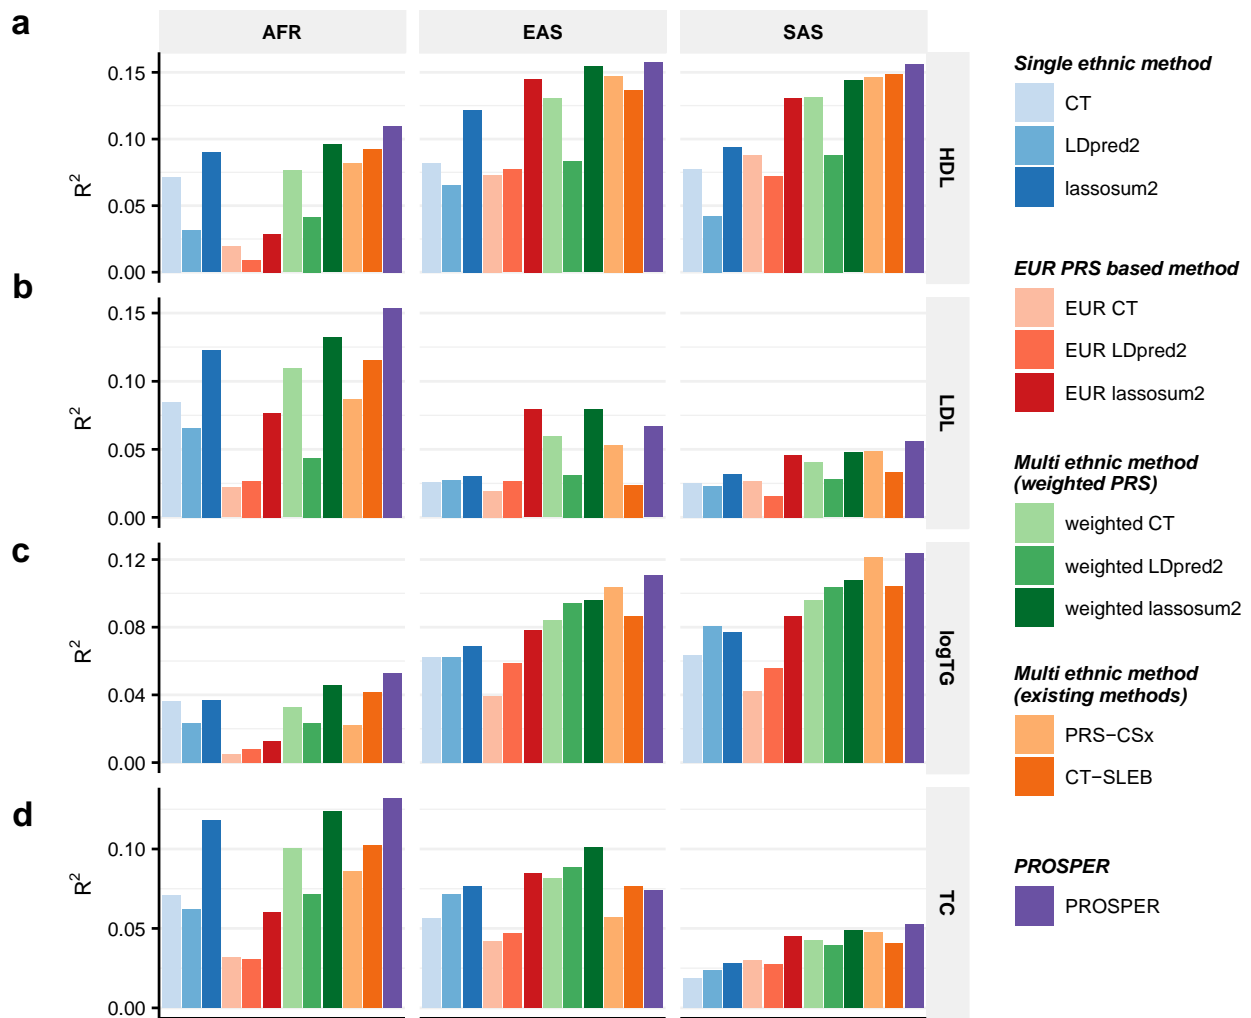 a
AFR
EAS
SAS
HDL
R²
0.15
0.10
0.05
0.00
b
LDL
R²
0.15
0.10
0.05
0.00
c
logTG
R²
0.12
0.08
0.04
0.00
d
TC
R²
0.10
0.05
0.00
Single ethnic method
CT
LDpred2
lassosum2
EUR PRS based method
EUR CT
EUR LDpred2
EUR lassosum2
Multi ethnic method
(weighted PRS)
weighted CT
weighted LDpred2
weighted lassosum2
Multi ethnic method
(existing methods)
PRS−CSx
CT−SLEB
PROSPER
PROSPER